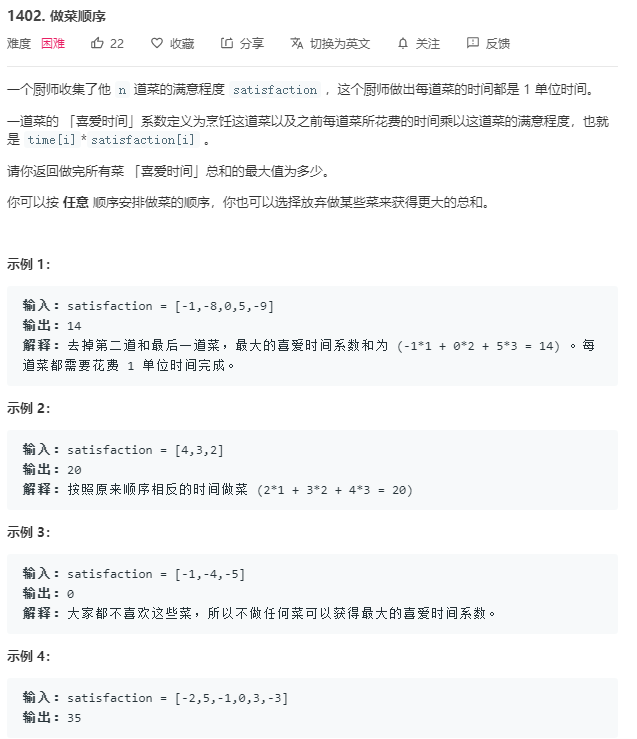 1402. 做菜顺序
难度 困难 22 收藏 分享 切换为英文 关注 反馈
一个厨师收集了他 n 道菜的满意程度 satisfaction ，这个厨师做出每道菜的时间都是 1 单位时间。
一道菜的 「喜爱时间」系数定义为烹饪这道菜以及之前每道菜所花费的时间乘以这道菜的满意程度，也就
是 time[i]*satisfaction[i] 。
请你返回做完所有菜 「喜爱时间」总和的最大值为多少。
你可以按 任意 顺序安排做菜的顺序，你也可以选择放弃做某些菜来获得更大的总和。
示例 1：
输入：satisfaction = [-1,-8,0,5,-9]
输出：14
解释：去掉第二道和最后一道菜，最大的喜爱时间系数和为 (-1*1 + 0*2 + 5*3 = 14) 。每
道菜都需要花费 1 单位时间完成。
示例 2：
输入：satisfaction = [4,3,2]
输出：20
解释：按照原来顺序相反的时间做菜 (2*1 + 3*2 + 4*3 = 20)
示例 3：
输入：satisfaction = [-1,-4,-5]
输出：0
解释：大家都不喜欢这些菜，所以不做任何菜可以获得最大的喜爱时间系数。
示例 4：
输入：satisfaction = [-2,5,-1,0,3,-3]
输出：35